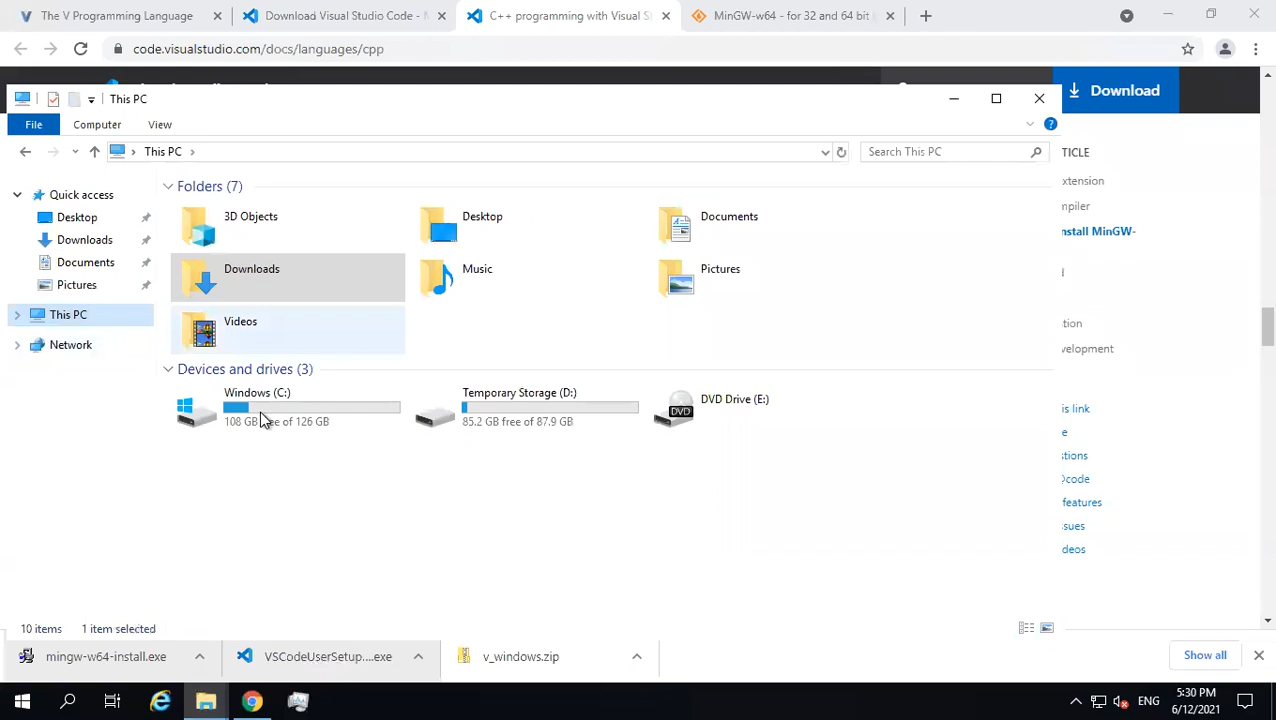 The V Programming Language
Download Visual Studio Code -
C++ programming with Visual S
MinGW-w64 - for 32 and 64 bit
code.visualstudio.com/docs/languages/cpp
Download
This PC
File
Computer
View
This PC
Search This PC
Quick access
Desktop
Downloads
Documents
Pictures
This PC
Network
Folders (7)
3D Objects
Desktop
Documents
Downloads
Music
Pictures
Videos
Devices and drives (3)
Windows (C:)
108 GB free of 126 GB
Temporary Storage (D:)
85.2 GB free of 87.9 GB
DVD Drive (E:)
DVD
TICLE
xtension
mpiler
nstall MinGW-
d
tion
velopment
is link
e
stions
code
features
ssues
deos
10 items
1 item selected
mingw-w64-install.exe
VSCodeUserSetup....exe
v_windows.zip
Show all
ENG
5:30 PM
6/12/2021